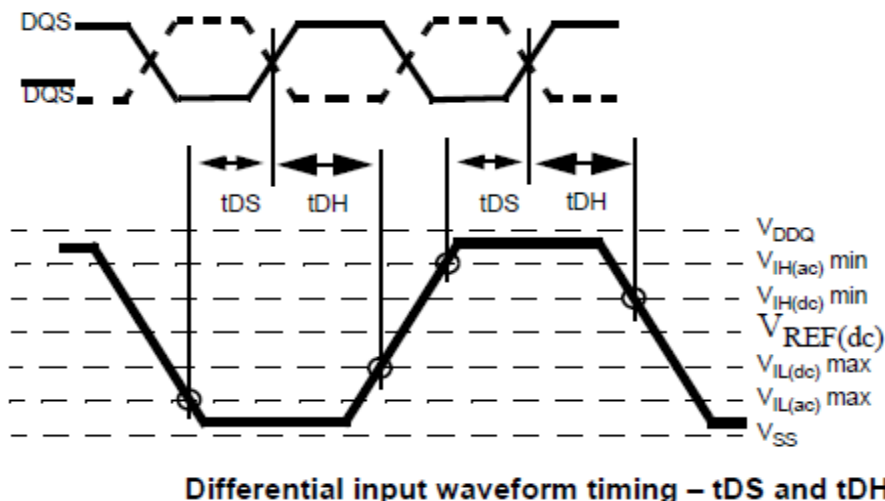 DQS
DQS
tDS tDH tDS tDH
VDDQ
VIH(ac) min
VIH(dc) min
VREF(dc)
VIL(dc) max
VIL(ac) max
VSS
Differential input waveform timing – tDS and tDH